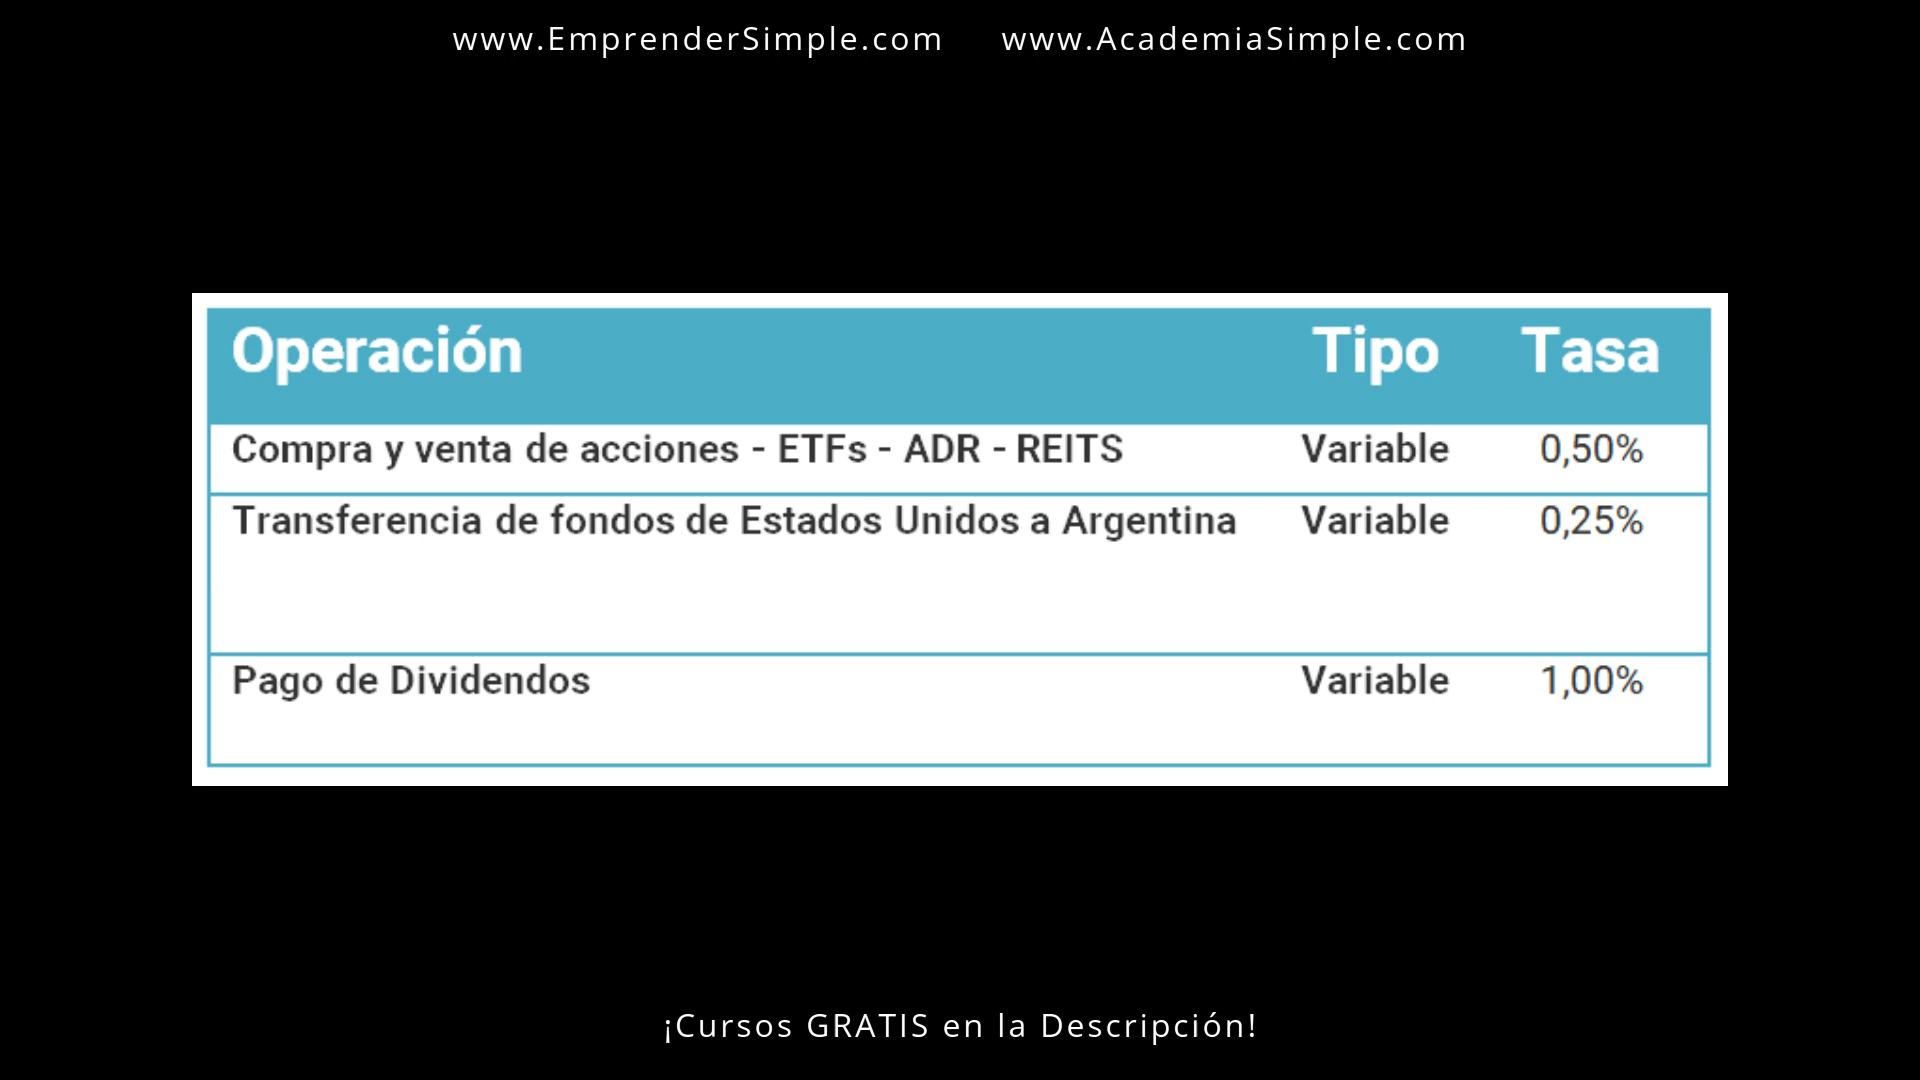 www.EmprenderSimple.com www.AcademiaSimple.com
Operación Tipo Tasa
Compra y venta de acciones - ETFs - ADR - REITS Variable 0,50%
Transferencia de fondos de Estados Unidos a Argentina Variable 0,25%
Pago de Dividendos Variable 1,00%
¡Cursos GRATIS en la Descripción!